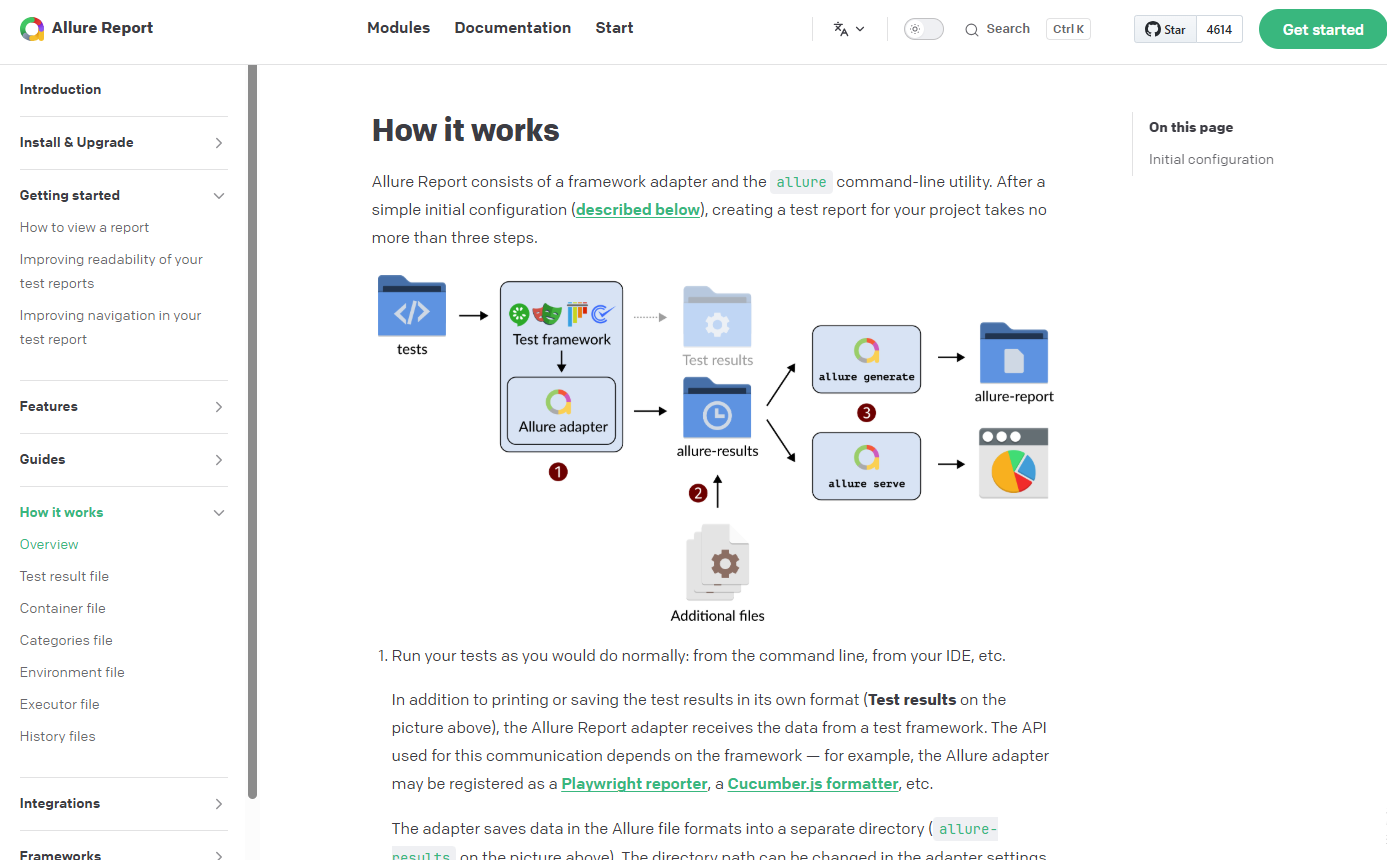 Allure Report
Modules
Documentation
Start
Search
Ctrl K
Star
4614
Get started
Introduction
Install & Upgrade
Getting started
How to view a report
Improving readability of your
test reports
Improving navigation in your
test report
Features
Guides
How it works
Overview
Test result file
Container file
Categories file
Environment file
Executor file
History files
Integrations
Frameworks
How it works
Allure Report consists of a framework adapter and the allure command-line utility. After a
simple initial configuration (described below), creating a test report for your project takes no
more than three steps.
tests
Test framework
Allure adapter
1
Test results
allure-results
2
Additional files
allure generate
3
allure serve
allure-report
1. Run your tests as you would do normally: from the command line, from your IDE, etc.
In addition to printing or saving the test results in its own format (Test results on the
picture above), the Allure Report adapter receives the data from a test framework. The API
used for this communication depends on the framework — for example, the Allure adapter
may be registered as a Playwright reporter, a Cucumber.js formatter, etc.
The adapter saves data in the Allure file formats into a separate directory ( allure-
results on the picture above). The directory path can be changed in the adapter settings
On this page
Initial configuration